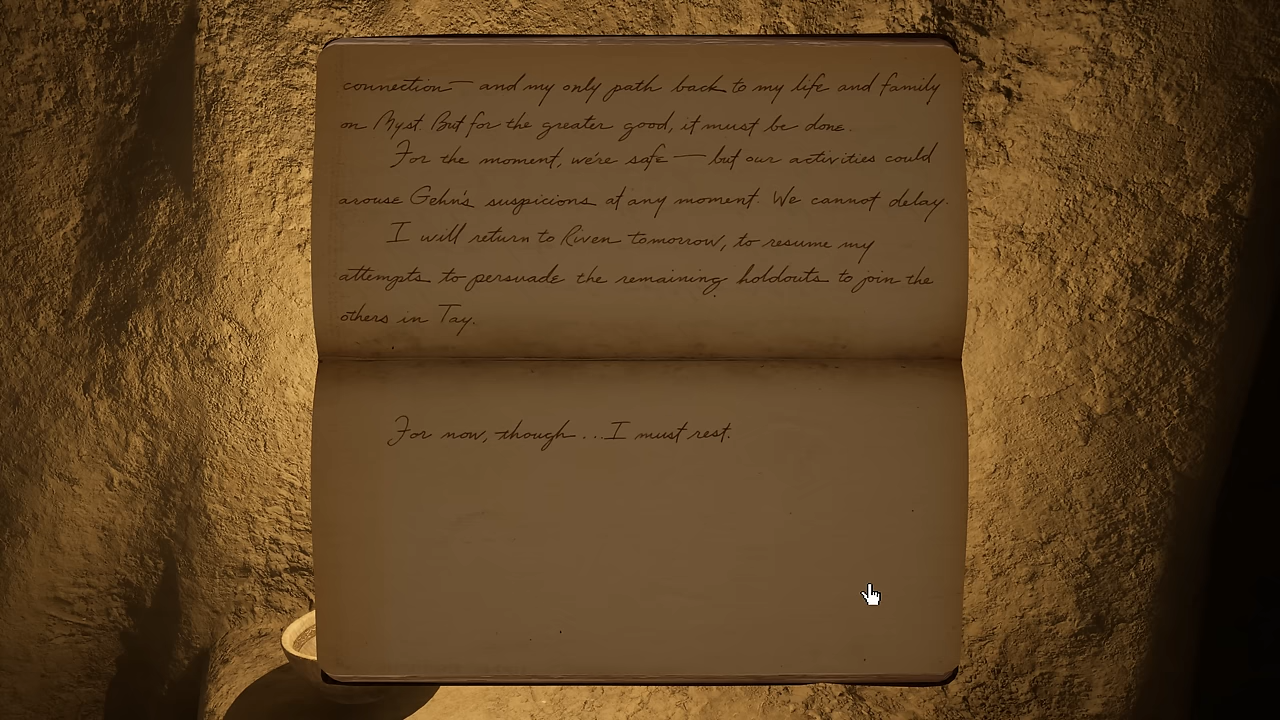 connection — and my only path back to my life and family
on Myst. But for the greater good, it must be done.
For the moment, we're safe — but our activities could
arouse Gehn's suspicions at any moment. We cannot delay.
I will return to Riven tomorrow, to resume my
attempts to persuade the remaining holdouts to join the
others in Tay.
For now, though ... I must rest.